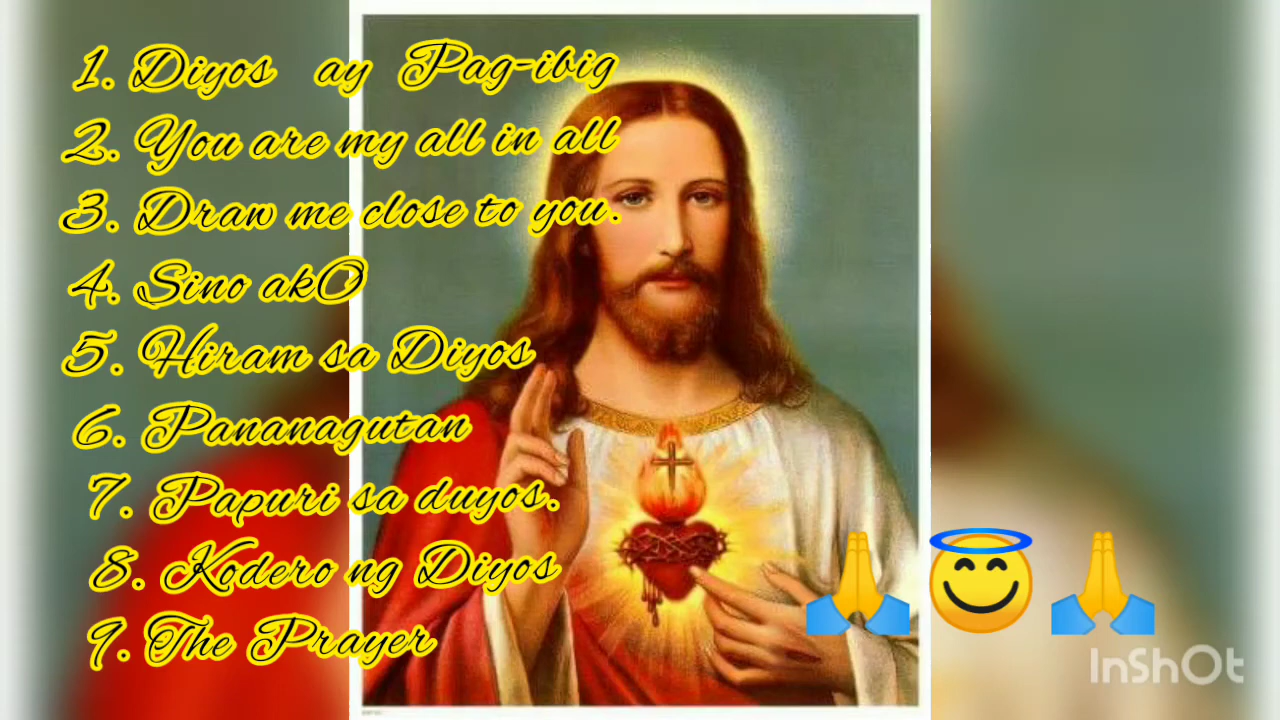 1. Diyos ay Pag-ibig
2. You are my all in all
3. Draw me close to you.
4. Sino akO
5. Hiram sa Diyos
6. Pananagutan
7. Papuri sa duyos.
8. Kodero ng Diyos
9. The Prayer
InShOt